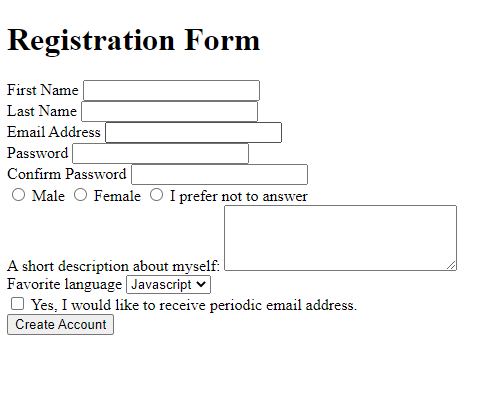 Registration Form
First Name
Last Name
Email Address
Password
Confirm Password
Male Female I prefer not to answer
A short description about myself:
Favorite language Javascript
Yes, I would like to receive periodic email address.
Create Account